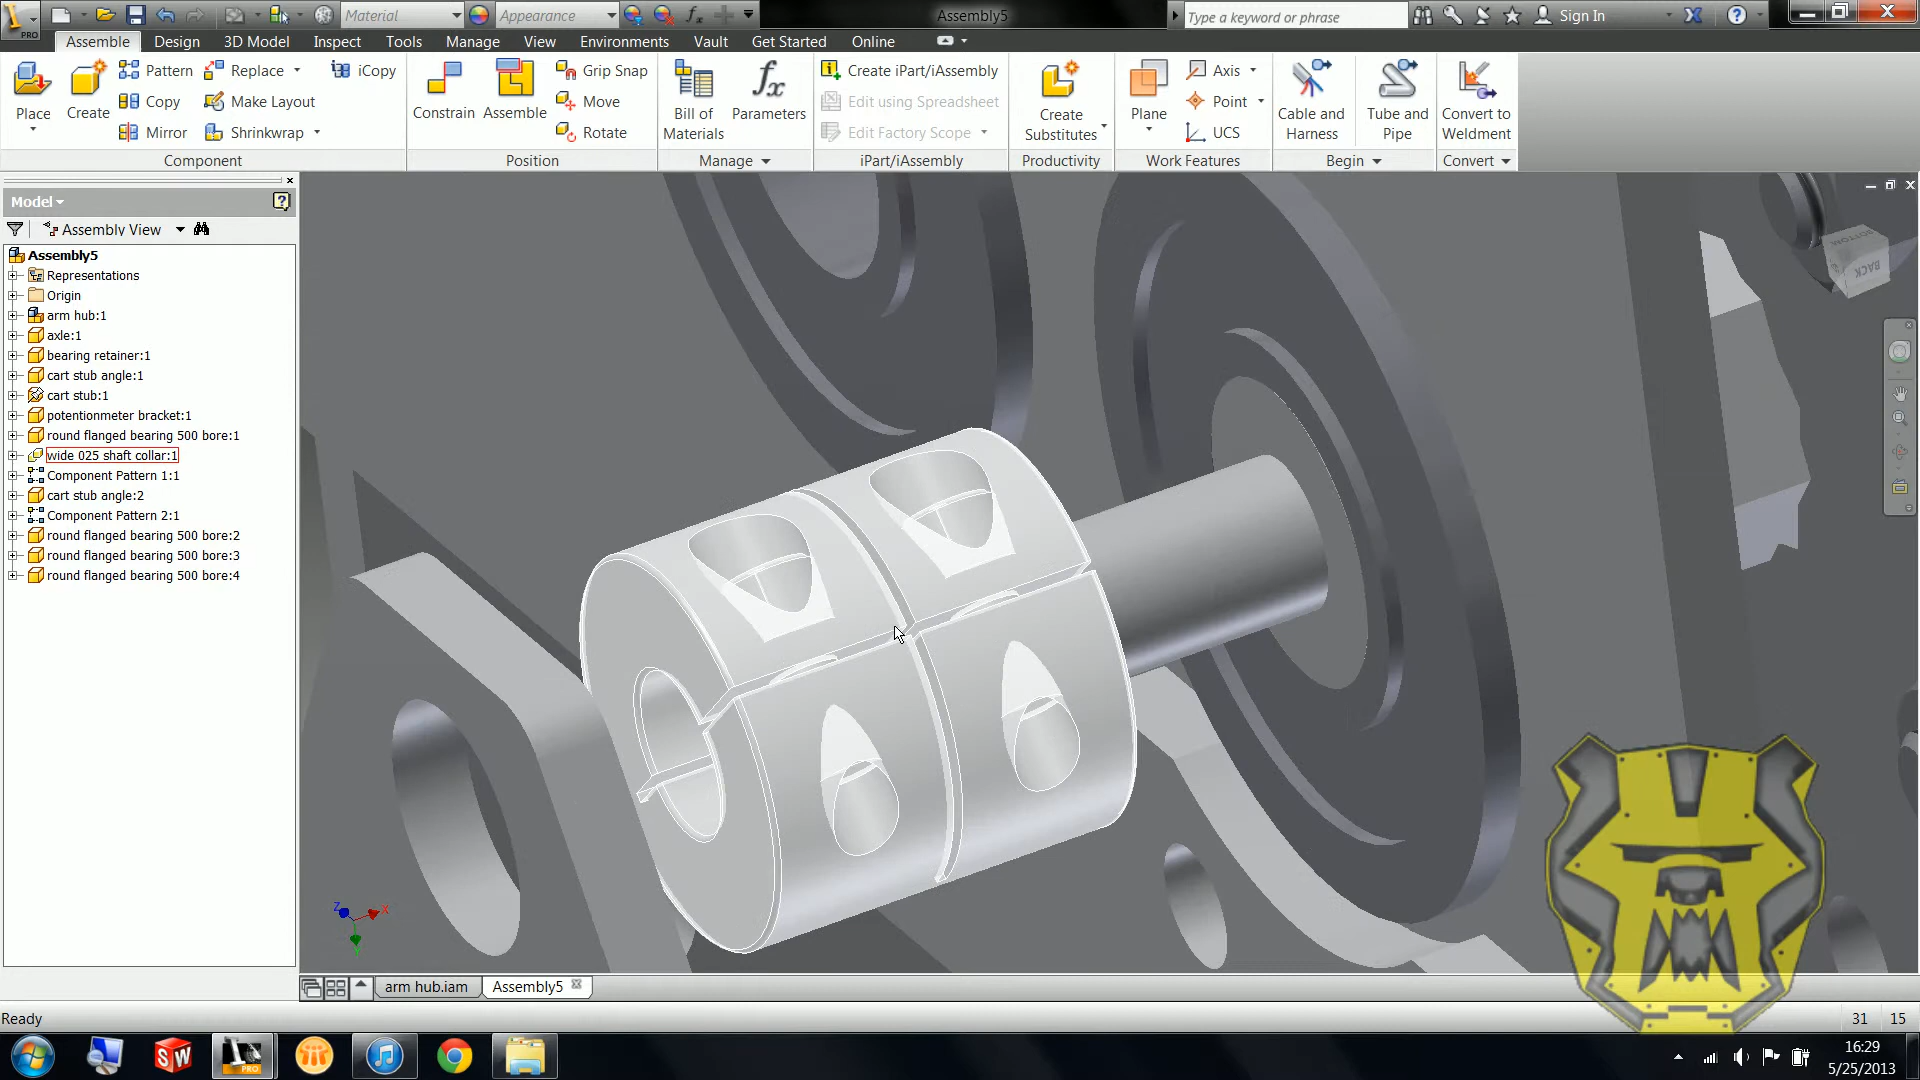 PRO
Material
Appearance
Assembly5
Type a keyword or phrase
Sign In
Assemble
Design
3D Model
Inspect
Tools
Manage
View
Environments
Vault
Get Started
Online
Place
Create
Pattern
Copy
Mirror
Replace
Make Layout
Shrinkwrap
iCopy
Component
Constrain
Assemble
Grip Snap
Move
Rotate
Position
Bill of
Materials
Parameters
Manage
Create iPart/iAssembly
Edit using Spreadsheet
Edit Factory Scope
iPart/iAssembly
Create
Substitutes
Productivity
Plane
Axis
Point
UCS
Work Features
Cable and
Harness
Tube and
Pipe
Begin
Convert to
Weldment
Convert
Model
Assembly View
Assembly5
Representations
Origin
arm hub:1
axle:1
bearing retainer:1
cart stub angle:1
cart stub:1
potentionmeter bracket:1
round flanged bearing 500 bore:1
wide 025 shaft collar:1
Component Pattern 1:1
cart stub angle:2
Component Pattern 2:1
round flanged bearing 500 bore:2
round flanged bearing 500 bore:3
round flanged bearing 500 bore:4
BOTTOM
BACK
Z
X
Y
arm hub.iam
Assembly5
Ready
31
15
SW
PRO
16:29
5/25/2013